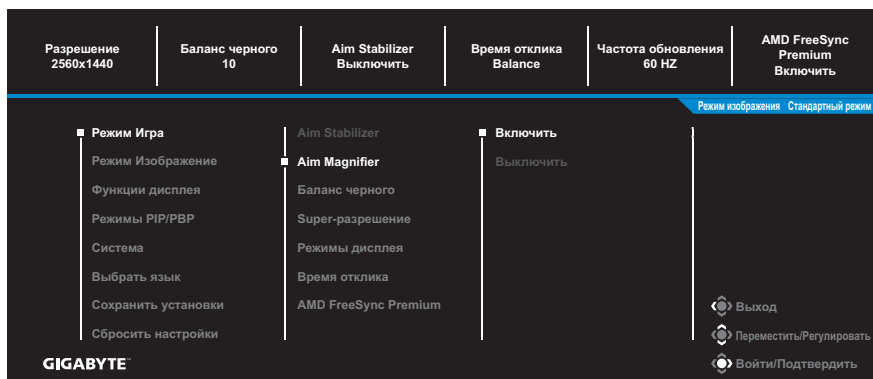 Разрешение
2560x1440
Баланс черного
10
Aim Stabilizer
Выключить
Время отклика
Balance
Частота обновления
60 HZ
AMD FreeSync
Premium
Включить
Режим изображения Стандартный режим
Режим Игра
Режим Изображение
Функции дисплея
Режимы PIP/PBP
Система
Выбрать язык
Сохранить установки
Сбросить настройки
Aim Stabilizer
Aim Magnifier
Баланс черного
Super-разрешение
Режимы дисплея
Время отклика
AMD FreeSync Premium
Включить
Выключить
Выход
Переместить/Регулировать
Войти/Подтвердить
GIGABYTE™